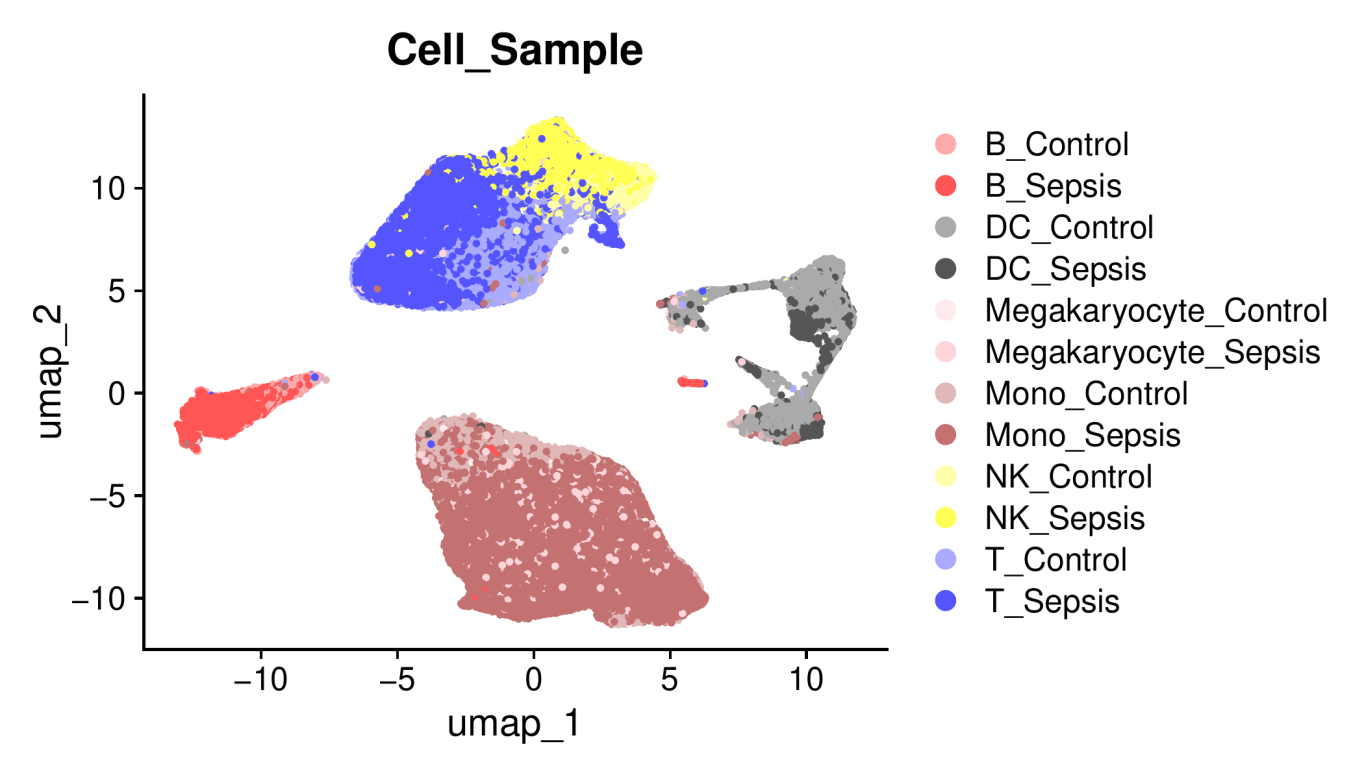 Cell_Sample
10
5
0
−5
−10
umap_2
−10
−5
0
5
10
umap_1
B_Control
B_Sepsis
DC_Control
DC_Sepsis
Megakaryocyte_Control
Megakaryocyte_Sepsis
Mono_Control
Mono_Sepsis
NK_Control
NK_Sepsis
T_Control
T_Sepsis